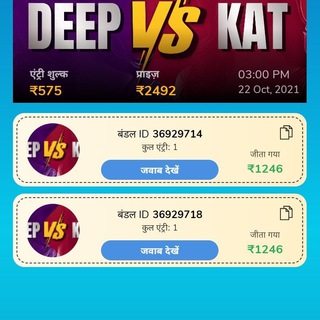 DEEP VS KAT
एंट्री शुल्क प्राइज़ 03:00 PM
₹575 ₹2492 22 Oct, 2021
बंडल ID 36929714
कुल एंट्री: 1
EP VS K
जीता गया
जवाब देखें ₹1246
बंडल ID 36929718
कुल एंट्री: 1
EP VS K
जीता गया
जवाब देखें ₹1246